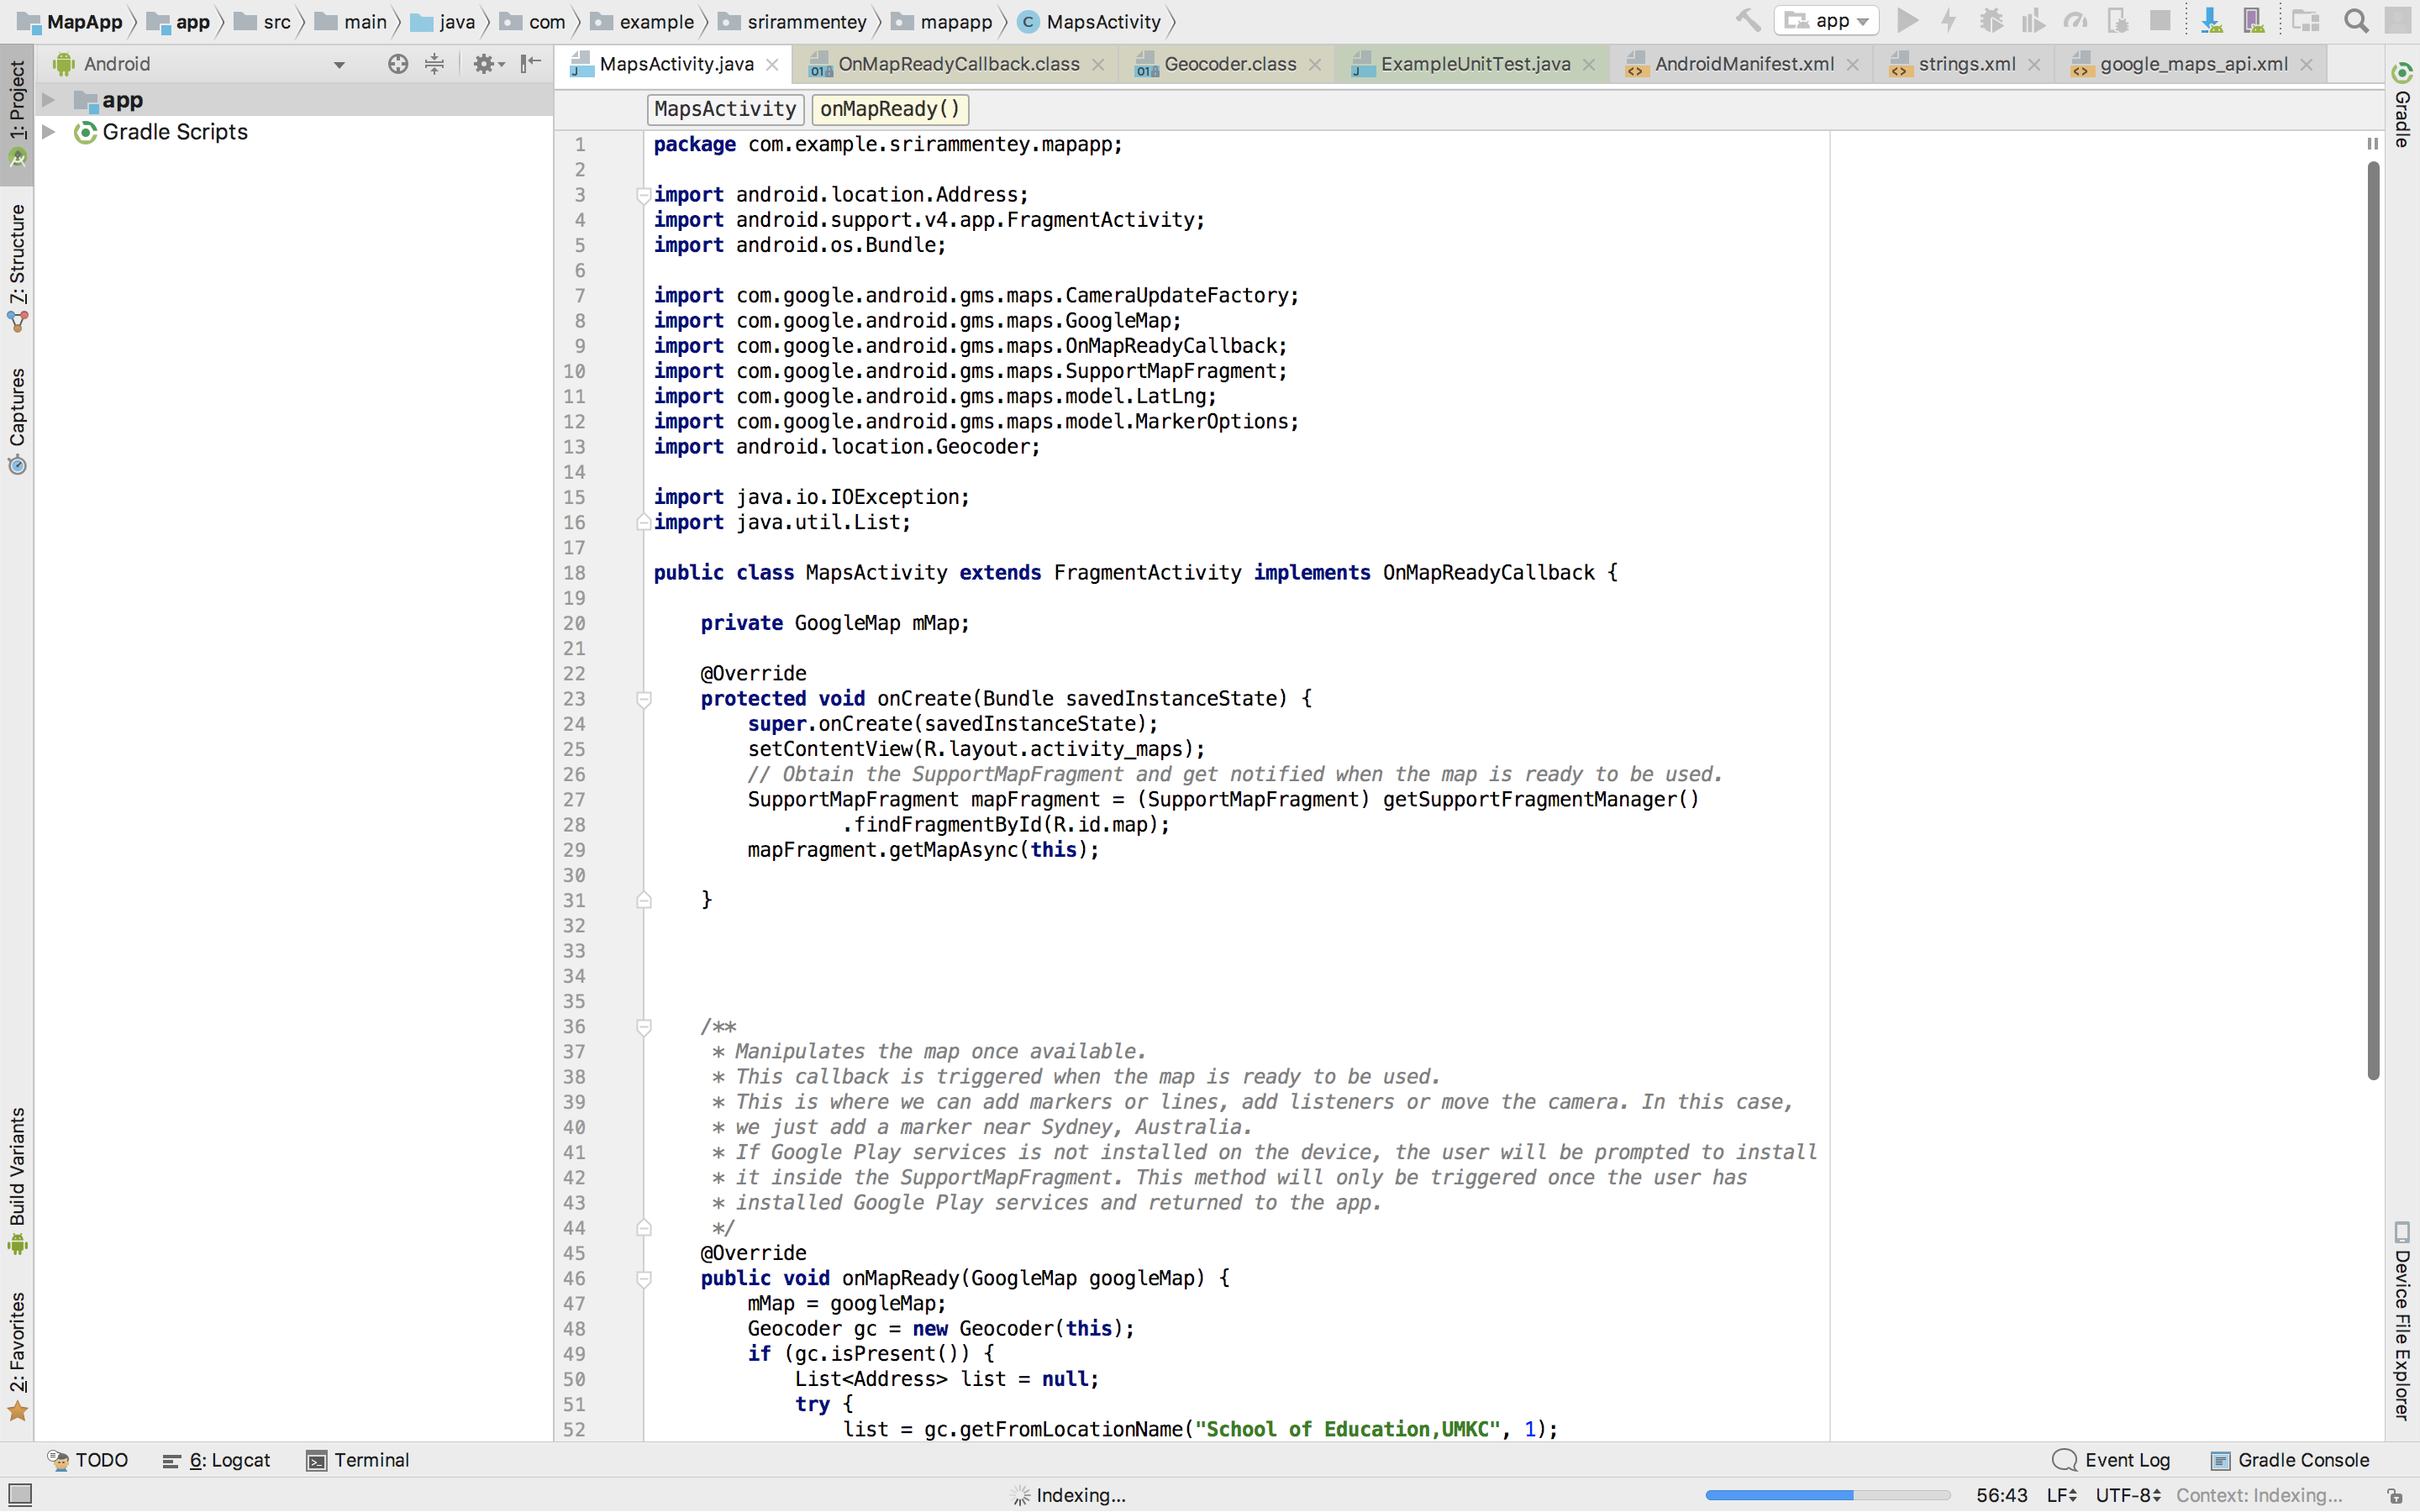 MapApp app src main java com example srirammentey mapapp C MapsActivity app
1: Project
7: Structure
Captures
Build Variants
2: Favorites
Android
app
Gradle Scripts
MapsActivity.java OnMapReadyCallback.class Geocoder.class ExampleUnitTest.java AndroidManifest.xml strings.xml google_maps_api.xml
MapsActivity onMapReady()
1 package com.example.srirammentey.mapapp;
2
3 import android.location.Address;
4 import android.support.v4.app.FragmentActivity;
5 import android.os.Bundle;
6
7 import com.google.android.gms.maps.CameraUpdateFactory;
8 import com.google.android.gms.maps.GoogleMap;
9 import com.google.android.gms.maps.OnMapReadyCallback;
10 import com.google.android.gms.maps.SupportMapFragment;
11 import com.google.android.gms.maps.model.LatLng;
12 import com.google.android.gms.maps.model.MarkerOptions;
13 import android.location.Geocoder;
14
15 import java.io.IOException;
16 import java.util.List;
17
18 public class MapsActivity extends FragmentActivity implements OnMapReadyCallback {
19
20 private GoogleMap mMap;
21
22 @Override
23 protected void onCreate(Bundle savedInstanceState) {
24 super.onCreate(savedInstanceState);
25 setContentView(R.layout.activity_maps);
26 // Obtain the SupportMapFragment and get notified when the map is ready to be used.
27 SupportMapFragment mapFragment = (SupportMapFragment) getSupportFragmentManager()
28 .findFragmentById(R.id.map);
29 mapFragment.getMapAsync(this);
30
31 }
32
33
34
35
36 /**
37 * Manipulates the map once available.
38 * This callback is triggered when the map is ready to be used.
39 * This is where we can add markers or lines, add listeners or move the camera. In this case,
40 * we just add a marker near Sydney, Australia.
41 * If Google Play services is not installed on the device, the user will be prompted to install
42 * it inside the SupportMapFragment. This method will only be triggered once the user has
43 * installed Google Play services and returned to the app.
44 */
45 @Override
46 public void onMapReady(GoogleMap googleMap) {
47 mMap = googleMap;
48 Geocoder gc = new Geocoder(this);
49 if (gc.isPresent()) {
50 List<Address> list = null;
51 try {
52 list = gc.getFromLocationName("School of Education,UMKC", 1);
Gradle
Device File Explorer
TODO 6: Logcat Terminal Event Log Gradle Console
Indexing... 56:43 LF UTF-8 Context: Indexing...